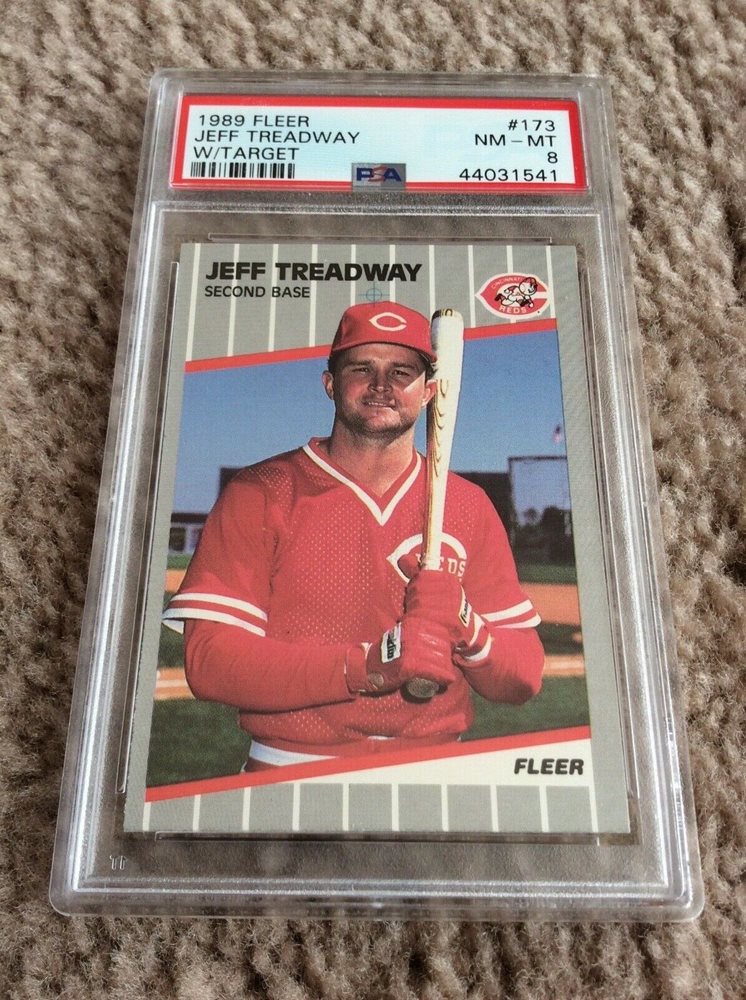 1989 FLEER
JEFF TREADWAY
W/TARGET
#173
NM – MT
8
44031541
PSA
JEFF TREADWAY
SECOND BASE
CINCINNATI
REDS
REDS
FLEER